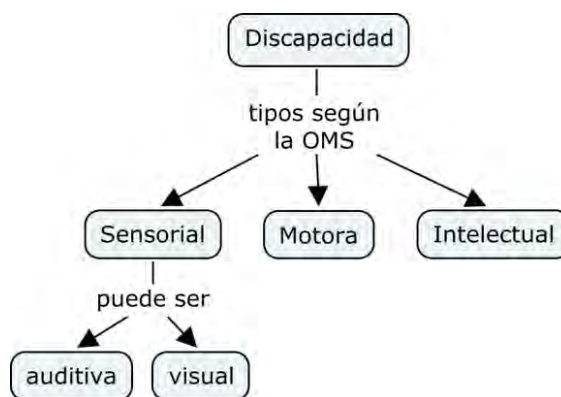 Discapacidad
tipos según
la OMS
Sensorial
Motora
Intelectual
puede ser
auditiva
visual